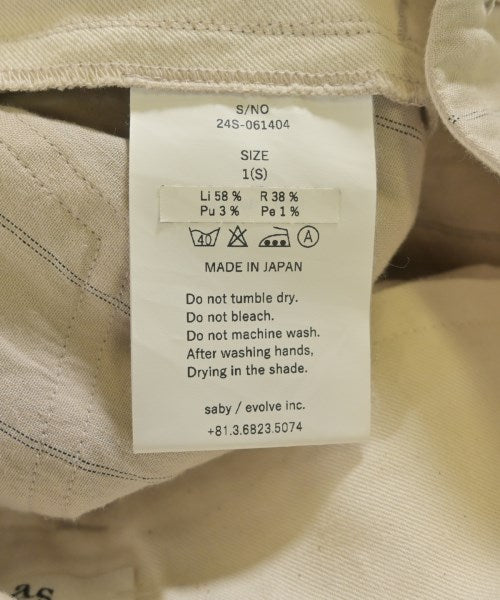 S/NO
24S-061404
SIZE
1(S)
Li 58 % R 38 %
Pu 3 % Pe 1 %
40 A
MADE IN JAPAN
Do not tumble dry.
Do not bleach.
Do not machine wash.
After washing hands,
Drying in the shade.
saby / evolve inc.
+81.3.6823.5074
as